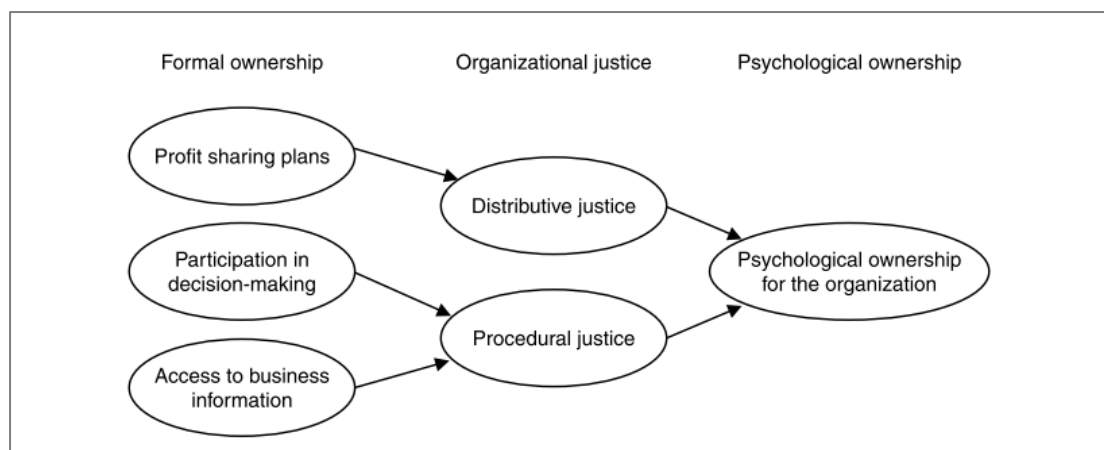 Formal ownership
Organizational justice
Psychological ownership
Profit sharing plans
Distributive justice
Participation in
decision-making
Psychological ownership
for the organization
Procedural justice
Access to business
information